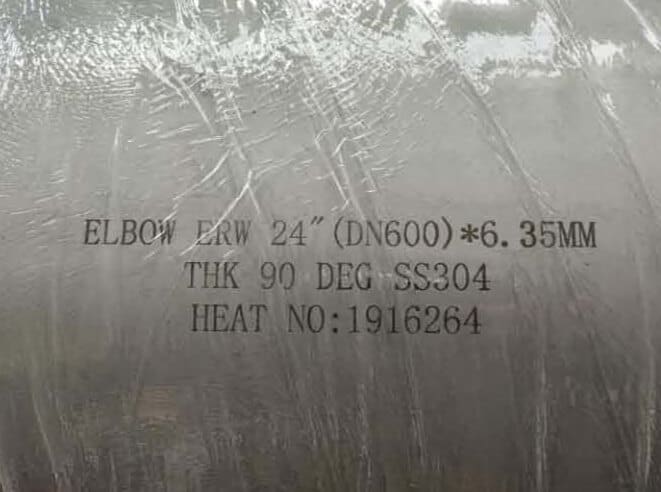 ELBOW ERW 24″(DN600)*6.35MM
THK 90 DEG SS304
HEAT NO:1916264